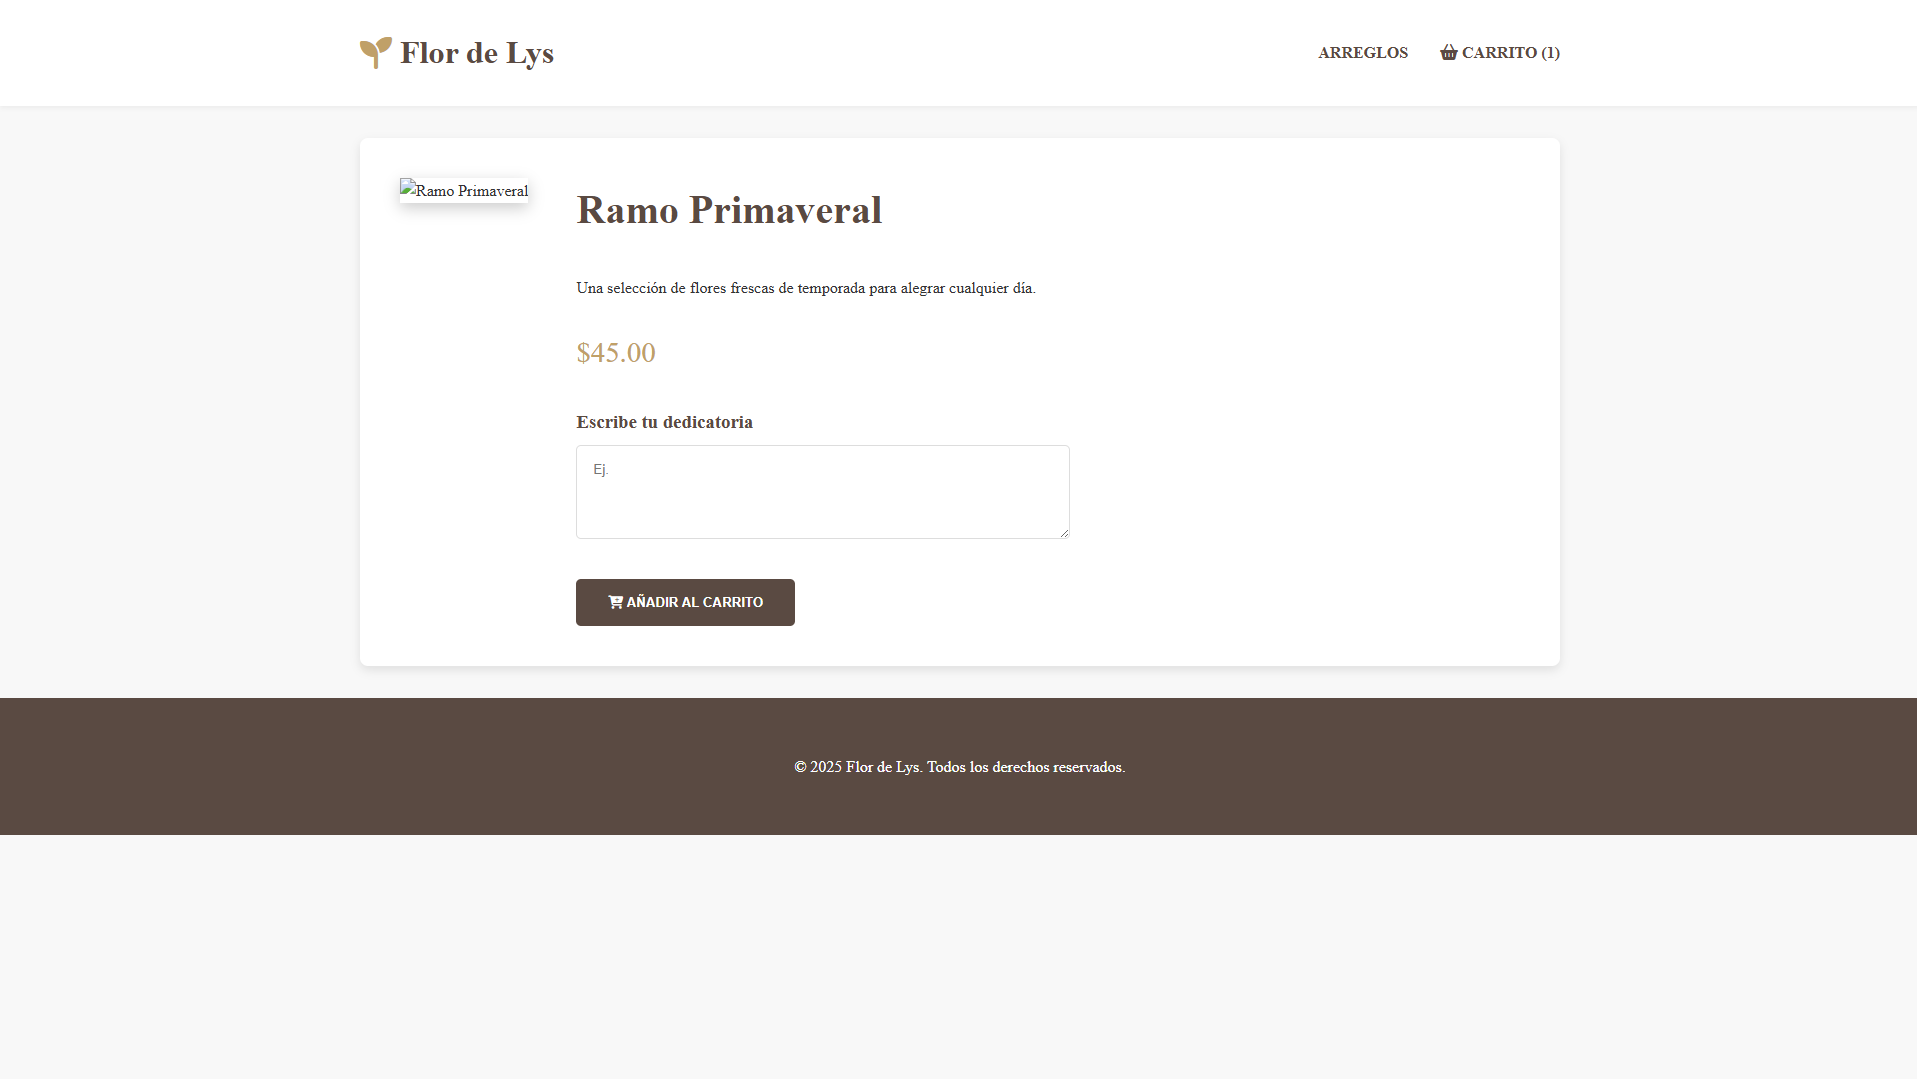 Flor de Lys
ARREGLOS
CARRITO (1)
Ramo Primaveral
Ramo Primaveral
Una selección de flores frescas de temporada para alegrar cualquier día.
$45.00
Escribe tu dedicatoria
Ej.
AÑADIR AL CARRITO
© 2025 Flor de Lys. Todos los derechos reservados.